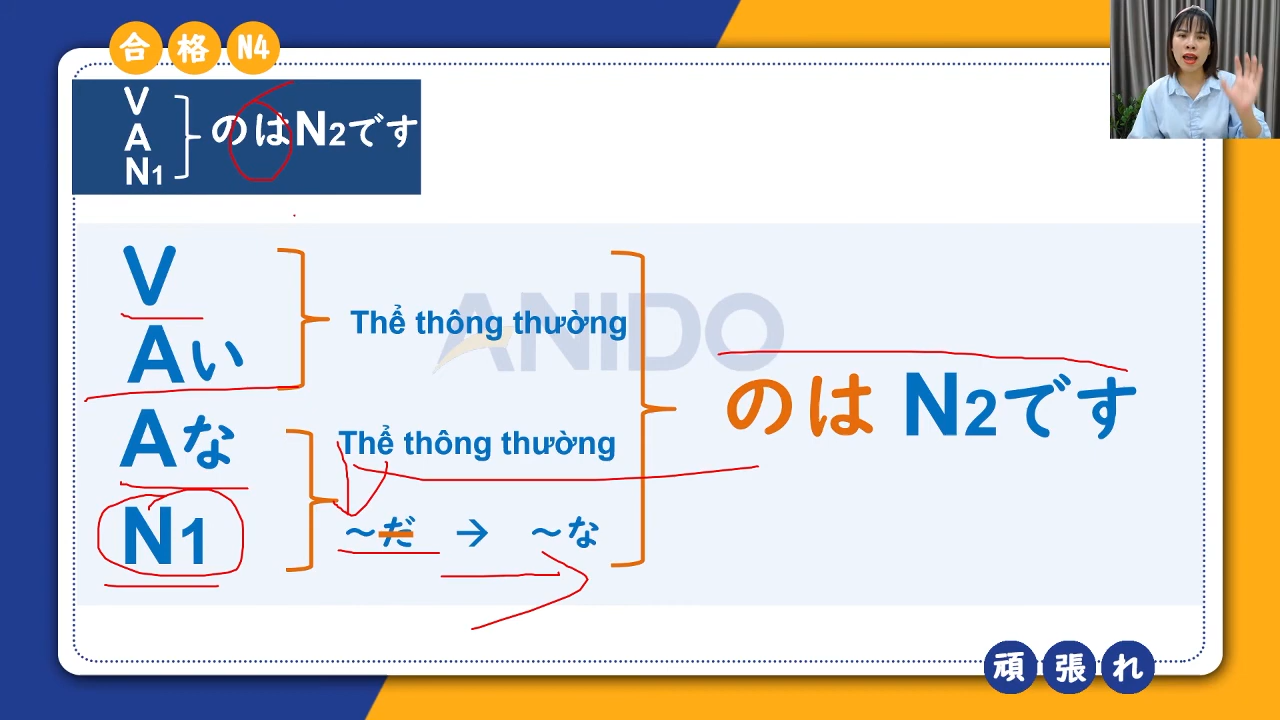 合格N4
V
A
N1
のはN2です
ANIDO
V
Aい
Thể thông thường
Aな
N1
Thể thông thường
～だ → ～な
のは N2です
頑張れ